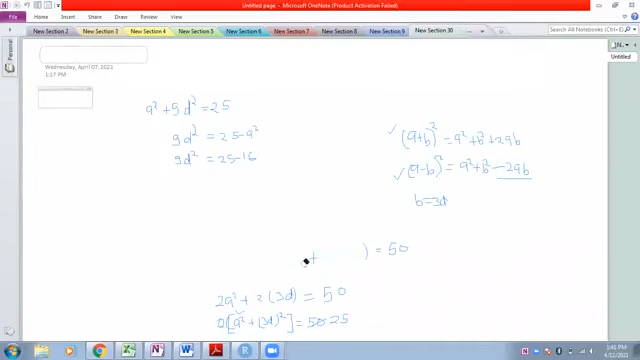 Untitled page - Microsoft OneNote (Product Activation Failed)
File Home Insert Share Draw Review View
New Section 2 New Section 3 New Section 4 New Section 5 New Section 6 New Section 7 New Section 8 New Section 9 New Section 30
Search All Notebooks
Personal
Untitled
Wednesday, April 07, 2021
1:17 PM
a² + 9d² = 25
9d² = 25-a²
9d² = 25-16
✓ (a+b)² = a²+b²+2ab
✓ (a-b)² = a²+b²-2ab
b=3d
+ ) = 50
2a² + 2(3d) = 50
[a² + (3d)²] = 50 25
5:41 PM
4/12/2021